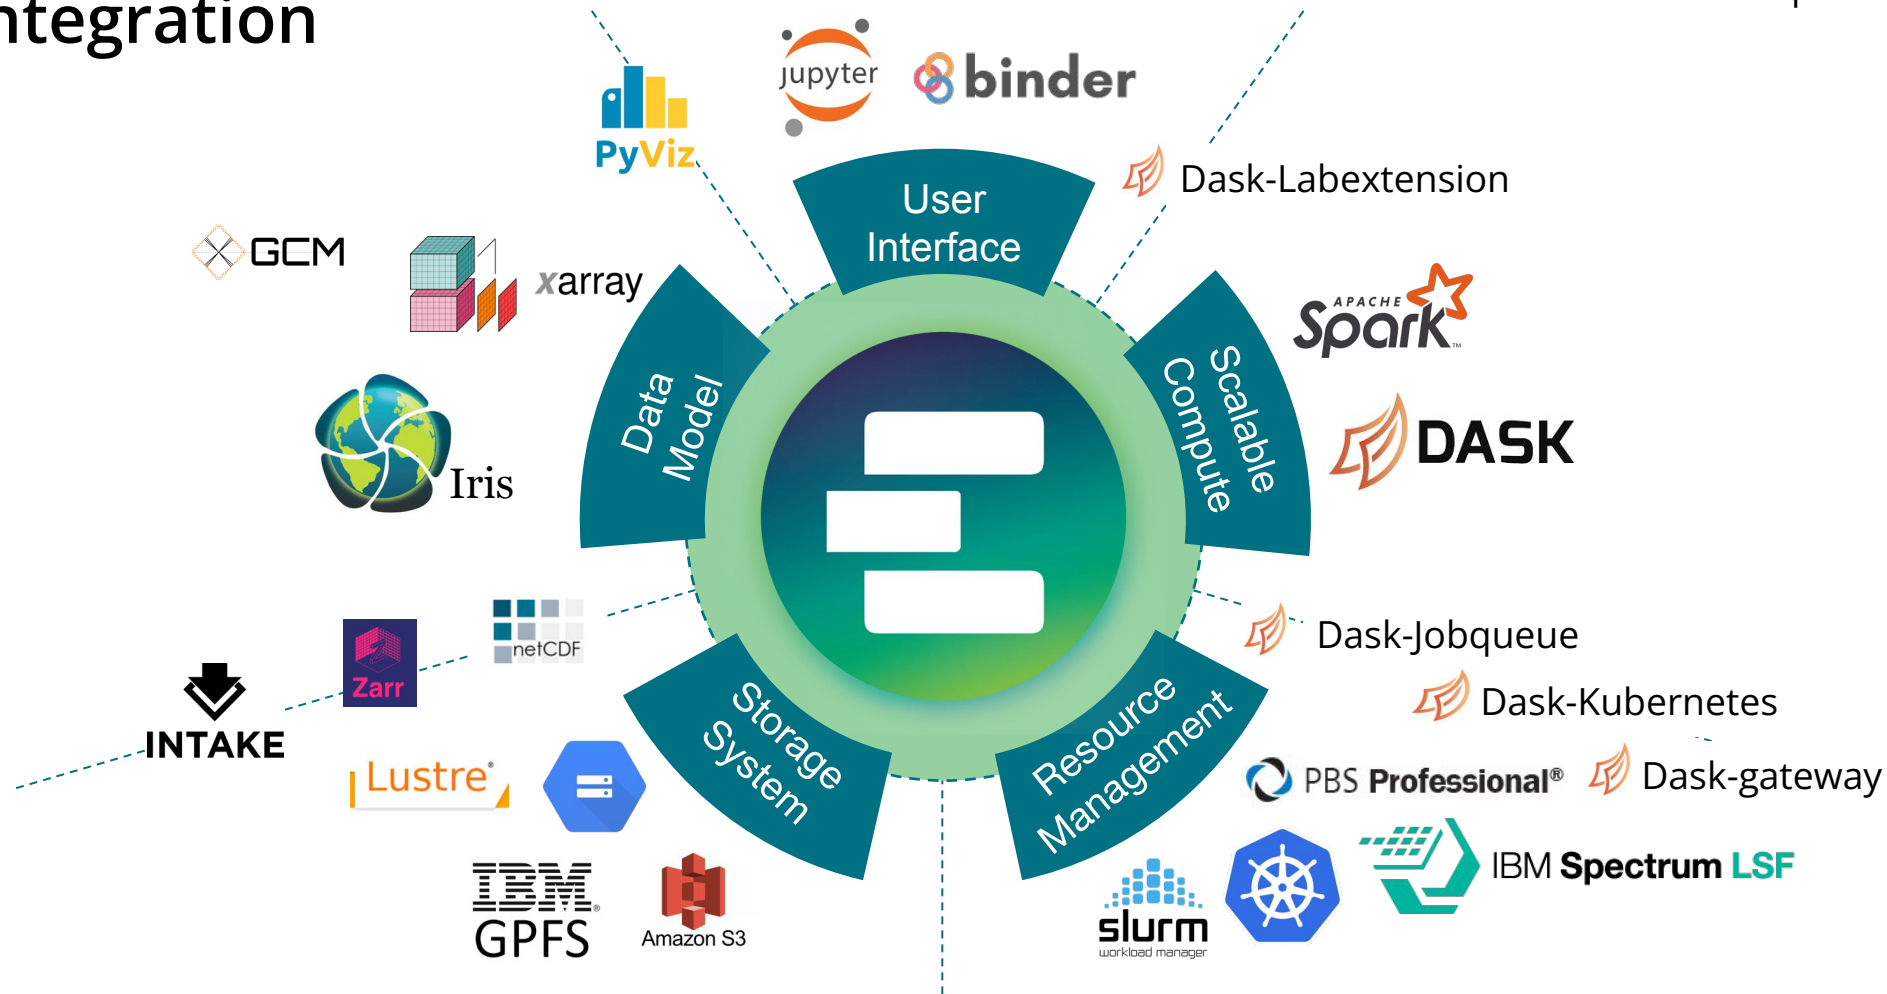 ntegration
jupyter
binder
PyViz
Dask-Labextension
User
Interface
GCM
xarray
APACHE
Spark™
Data
Model
Scalable
Compute
DASK
Iris
netCDF
Zarr
INTAKE
Dask-Jobqueue
Dask-Kubernetes
Storage
System
Resource
Management
Lustre®
PBS Professional®
Dask-gateway
IBM®
GPFS
Amazon S3
slurm
workload manager
IBM Spectrum LSF